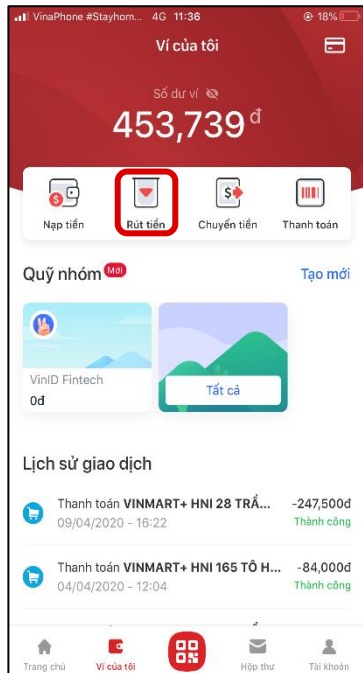 VinaPhone #Stayhom... 4G 11:36 18%
Ví của tôi
Số dư ví
453,739 đ
Nạp tiền Rút tiền Chuyển tiền Thanh toán
Quỹ nhóm Mới Tạo mới
VinID Fintech
0đ
Tất cả
Lịch sử giao dịch
Thanh toán VINMART+ HNI 28 TRẦ... -247,500đ
09/04/2020 - 16:22 Thành công
Thanh toán VINMART+ HNI 165 TÔ H... -84,000đ
04/04/2020 - 12:04 Thành công
Trang chủ Ví của tôi Hộp thư Tài khoản